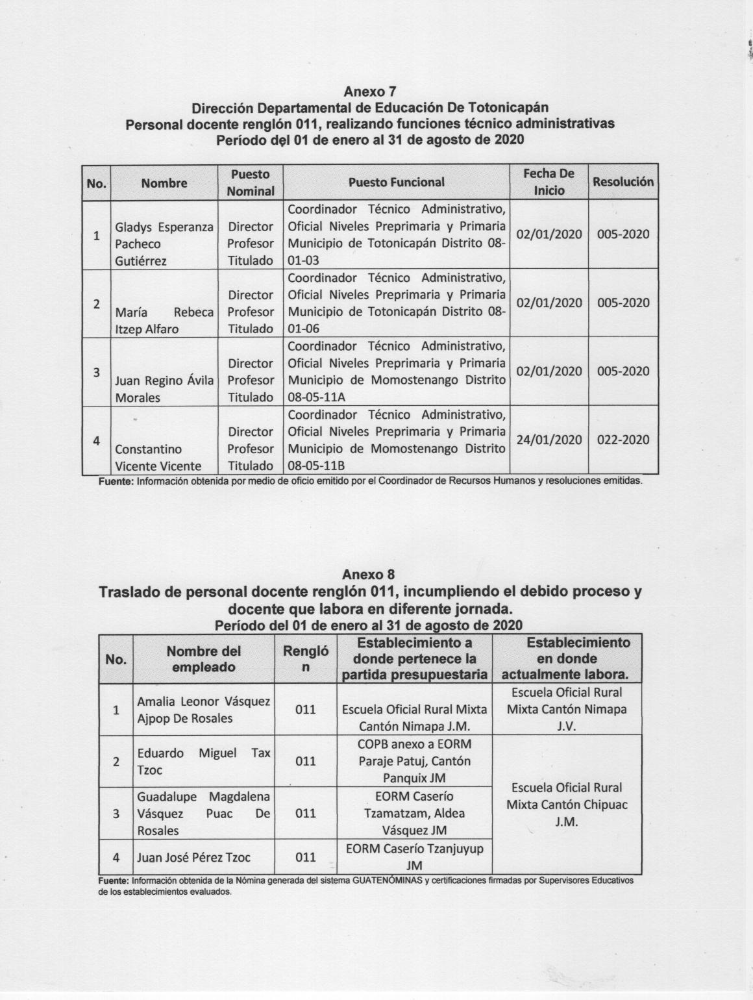 Anexo 7
Dirección Departamental de Educación De Totonicapán
Personal docente renglón 011, realizando funciones técnico administrativas
Período del 01 de enero al 31 de agosto de 2020
No.
Nombre
Puesto
Nominal
Puesto Funcional
Fecha De
Inicio
Resolución
1
Gladys Esperanza
Pacheco
Gutiérrez
Director
Profesor
Titulado
Coordinador Técnico Administrativo,
Oficial Niveles Preprimaria y Primaria
Municipio de Totonicapán Distrito 08-
01-03
02/01/2020
005-2020
2
María Rebeca
Itzep Alfaro
Director
Profesor
Titulado
Coordinador Técnico Administrativo,
Oficial Niveles Preprimaria y Primaria
Municipio de Totonicapán Distrito 08-
01-06
02/01/2020
005-2020
3
Juan Regino Ávila
Morales
Director
Profesor
Titulado
Coordinador Técnico Administrativo,
Oficial Niveles Preprimaria y Primaria
Municipio de Momostenango Distrito
08-05-11A
02/01/2020
005-2020
4
Constantino
Vicente Vicente
Director
Profesor
Titulado
Coordinador Técnico Administrativo,
Oficial Niveles Preprimaria y Primaria
Municipio de Momostenango Distrito
08-05-11B
24/01/2020
022-2020
Fuente: Información obtenida por medio de oficio emitido por el Coordinador de Recursos Humanos y resoluciones emitidas.
Anexo 8
Traslado de personal docente renglón 011, incumpliendo el debido proceso y
docente que labora en diferente jornada.
Período del 01 de enero al 31 de agosto de 2020
No.
Nombre del
empleado
Rengló
n
Establecimiento a
donde pertenece la
partida presupuestaria
Establecimiento
en donde
actualmente labora.
1
Amalia Leonor Vásquez
Ajpop De Rosales
011
Escuela Oficial Rural Mixta
Cantón Nimapa J.M.
Escuela Oficial Rural
Mixta Cantón Nimapa
J.V.
2
Eduardo Miguel Tax
Tzoc
011
COPB anexo a EORM
Paraje Patuj, Cantón
Panquix JM
Escuela Oficial Rural
Mixta Cantón Chipuac
J.M.
3
Guadalupe Magdalena
Vásquez Puac De
Rosales
011
EORM Caserío
Tzamatzam, Aldea
Vásquez JM
4
Juan José Pérez Tzoc
011
EORM Caserío Tzanjuyup
JM
Fuente: Información obtenida de la Nómina generada del sistema GUATENÓMINAS y certificaciones firmadas por Supervisores Educativos
de los establecimientos evaluados.